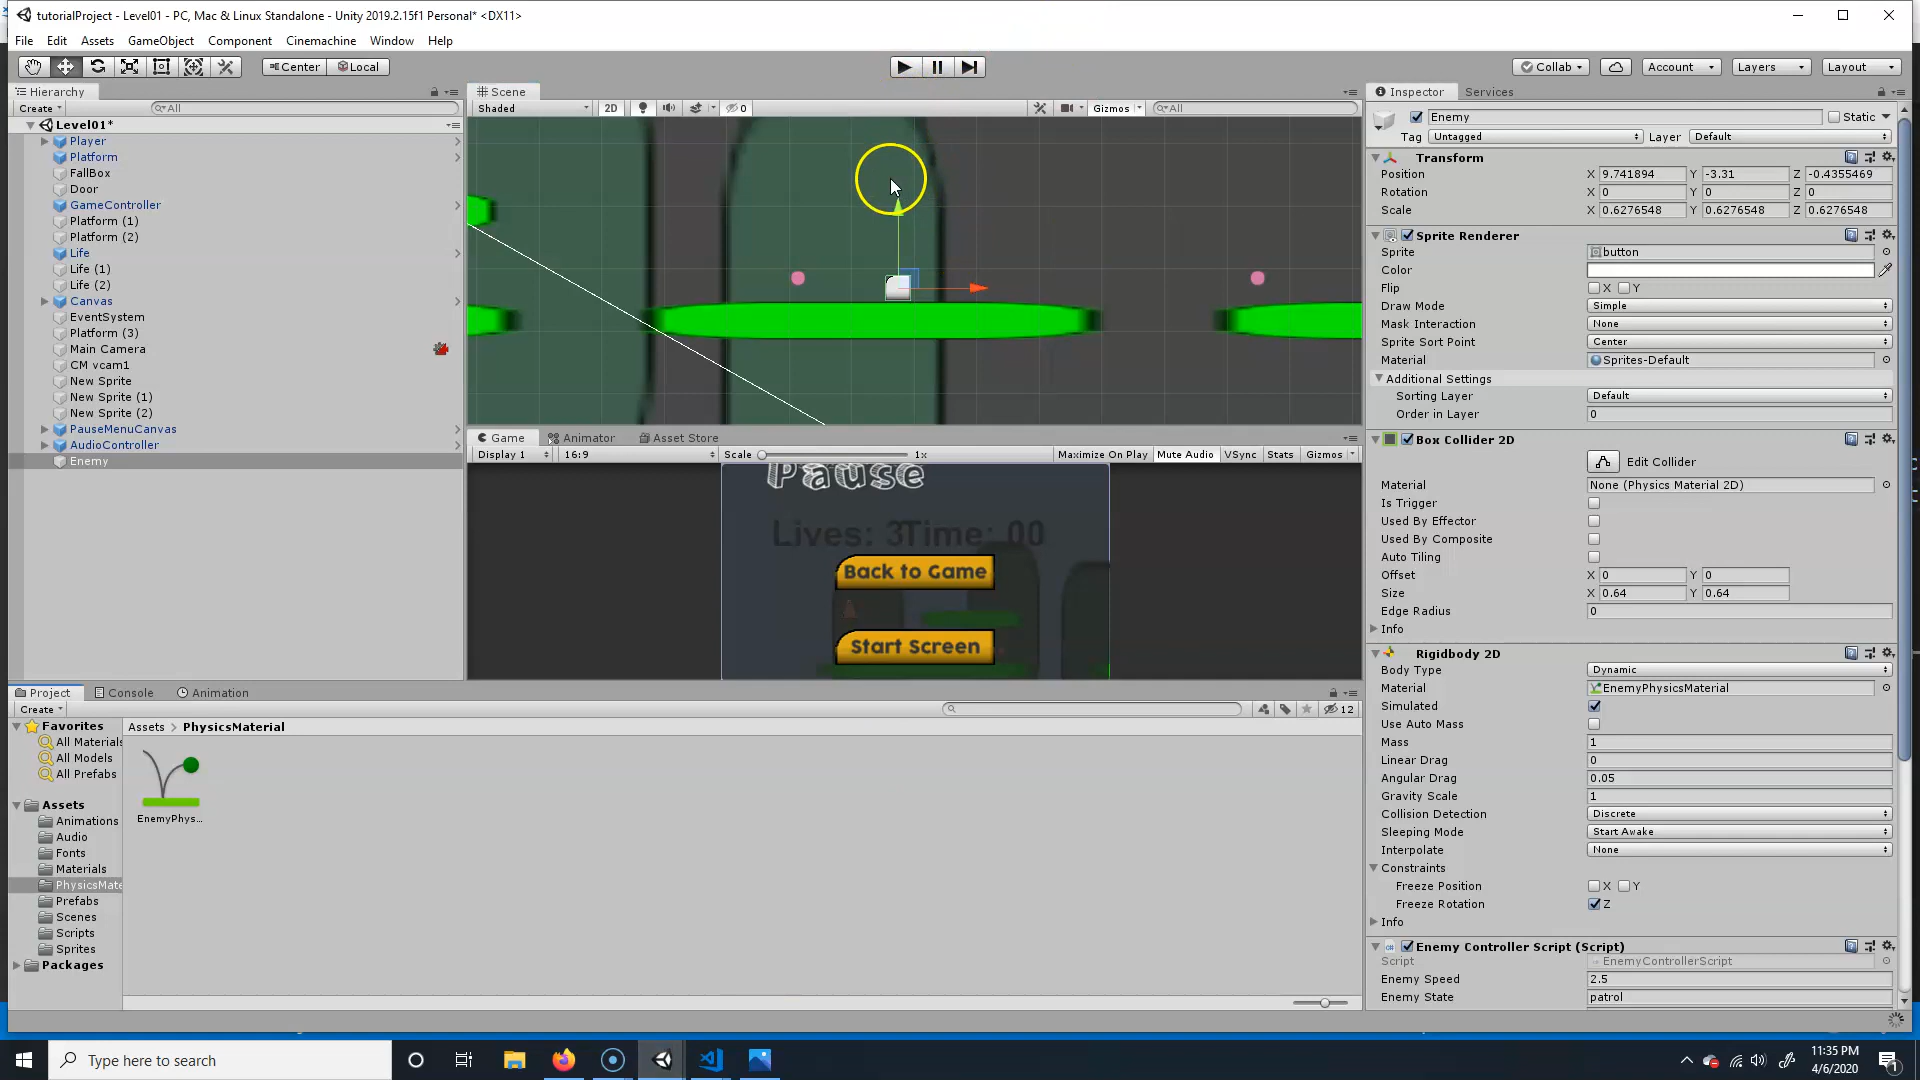 tutorialProject - Level01 - PC, Mac & Linux Standalone - Unity 2019.2.15f1 Personal* <DX11>
File Edit Assets GameObject Component Cinemachine Window Help
Center Local Collab Account Layers Layout
Hierarchy
Create All
Level01*
Player
Platform
FallBox
Door
GameController
Platform (1)
Platform (2)
Life
Life (1)
Life (2)
Canvas
EventSystem
Platform (3)
Main Camera
CM vcam1
New Sprite
New Sprite (1)
New Sprite (2)
PauseMenuCanvas
AudioController
Enemy
Scene
Shaded 2D 0 Gizmos All
Game Animator Asset Store
Display 1 16:9 Scale 1x Maximize On Play Mute Audio VSync Stats Gizmos
Pause
Lives: 3Time: 00
Back to Game
Start Screen
Project Console Animation
Create 12
Favorites
All Materials
All Models
All Prefabs
Assets
Animations
Audio
Fonts
Materials
PhysicsMate
Prefabs
Scenes
Scripts
Sprites
Packages
Assets > PhysicsMaterial
EnemyPhys...
Inspector Services
Enemy Static
Tag Untagged Layer Default
Transform
Position X 9.741894 Y -3.31 Z -0.4355469
Rotation X 0 Y 0 Z 0
Scale X 0.6276548 Y 0.6276548 Z 0.6276548
Sprite Renderer
Sprite button
Color
Flip X Y
Draw Mode Simple
Mask Interaction None
Sprite Sort Point Center
Material Sprites-Default
Additional Settings
Sorting Layer Default
Order in Layer 0
Box Collider 2D
Edit Collider
Material None (Physics Material 2D)
Is Trigger
Used By Effector
Used By Composite
Auto Tiling
Offset X 0 Y 0
Size X 0.64 Y 0.64
Edge Radius 0
Info
Rigidbody 2D
Body Type Dynamic
Material EnemyPhysicsMaterial
Simulated
Use Auto Mass
Mass 1
Linear Drag 0
Angular Drag 0.05
Gravity Scale 1
Collision Detection Discrete
Sleeping Mode Start Awake
Interpolate None
Constraints
Freeze Position X Y
Freeze Rotation Z
Info
Enemy Controller Script (Script)
Script EnemyControllerScript
Enemy Speed 2.5
Enemy State patrol
Type here to search
11:35 PM
4/6/2020
1